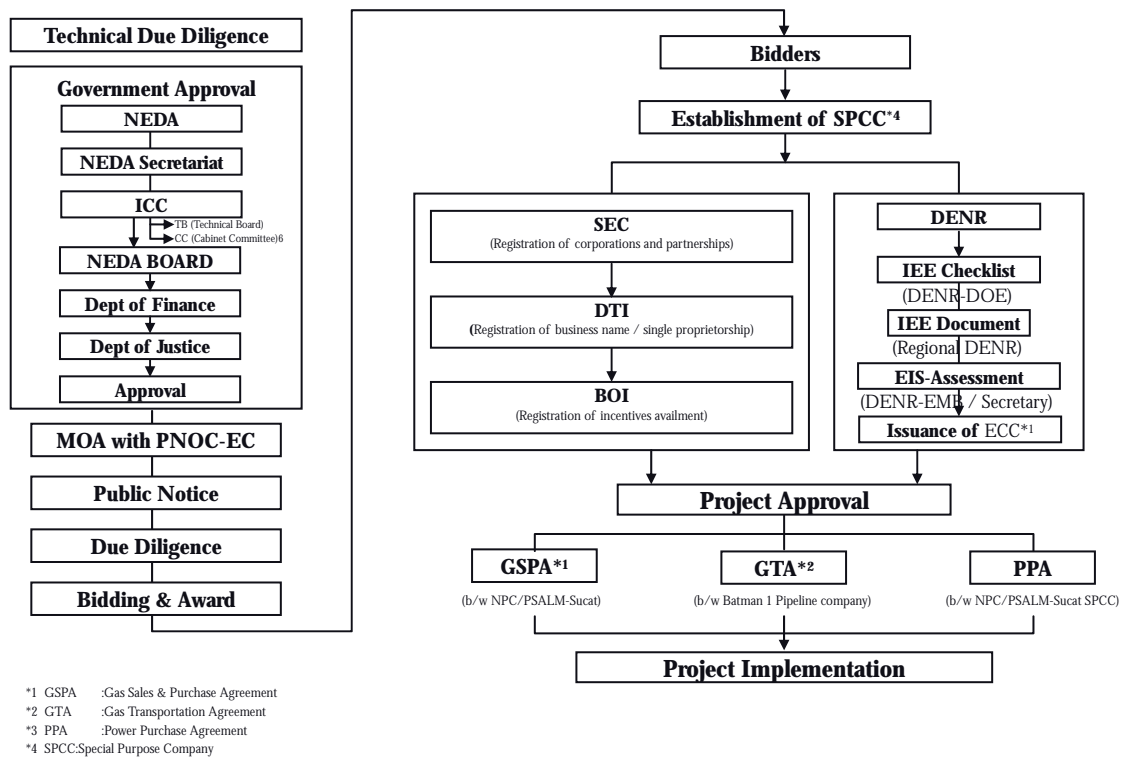 Technical Due Diligence
Government Approval
NEDA
NEDA Secretariat
ICC
TB (Technical Board)
CC (Cabinet Committee)6
NEDA BOARD
Dept of Finance
Dept of Justice
Approval
MOA with PNOC-EC
Public Notice
Due Diligence
Bidding & Award
Bidders
Establishment of SPCC*4
SEC
(Registration of corporations and partnerships)
DTI
(Registration of business name / single proprietorship)
BOI
(Registration of incentives availment)
DENR
IEE Checklist
(DENR-DOE)
IEE Document
(Regional DENR)
EIS-Assessment
(DENR-EMB / Secretary)
Issuance of ECC*1
Project Approval
GSPA*1
(b/w NPC/PSALM-Sucat)
GTA*2
(b/w Batman 1 Pipeline company)
PPA
(b/w NPC/PSALM-Sucat SPCC)
Project Implementation
*1 GSPA :Gas Sales & Purchase Agreement
*2 GTA :Gas Transportation Agreement
*3 PPA :Power Purchase Agreement
*4 SPCC:Special Purpose Company